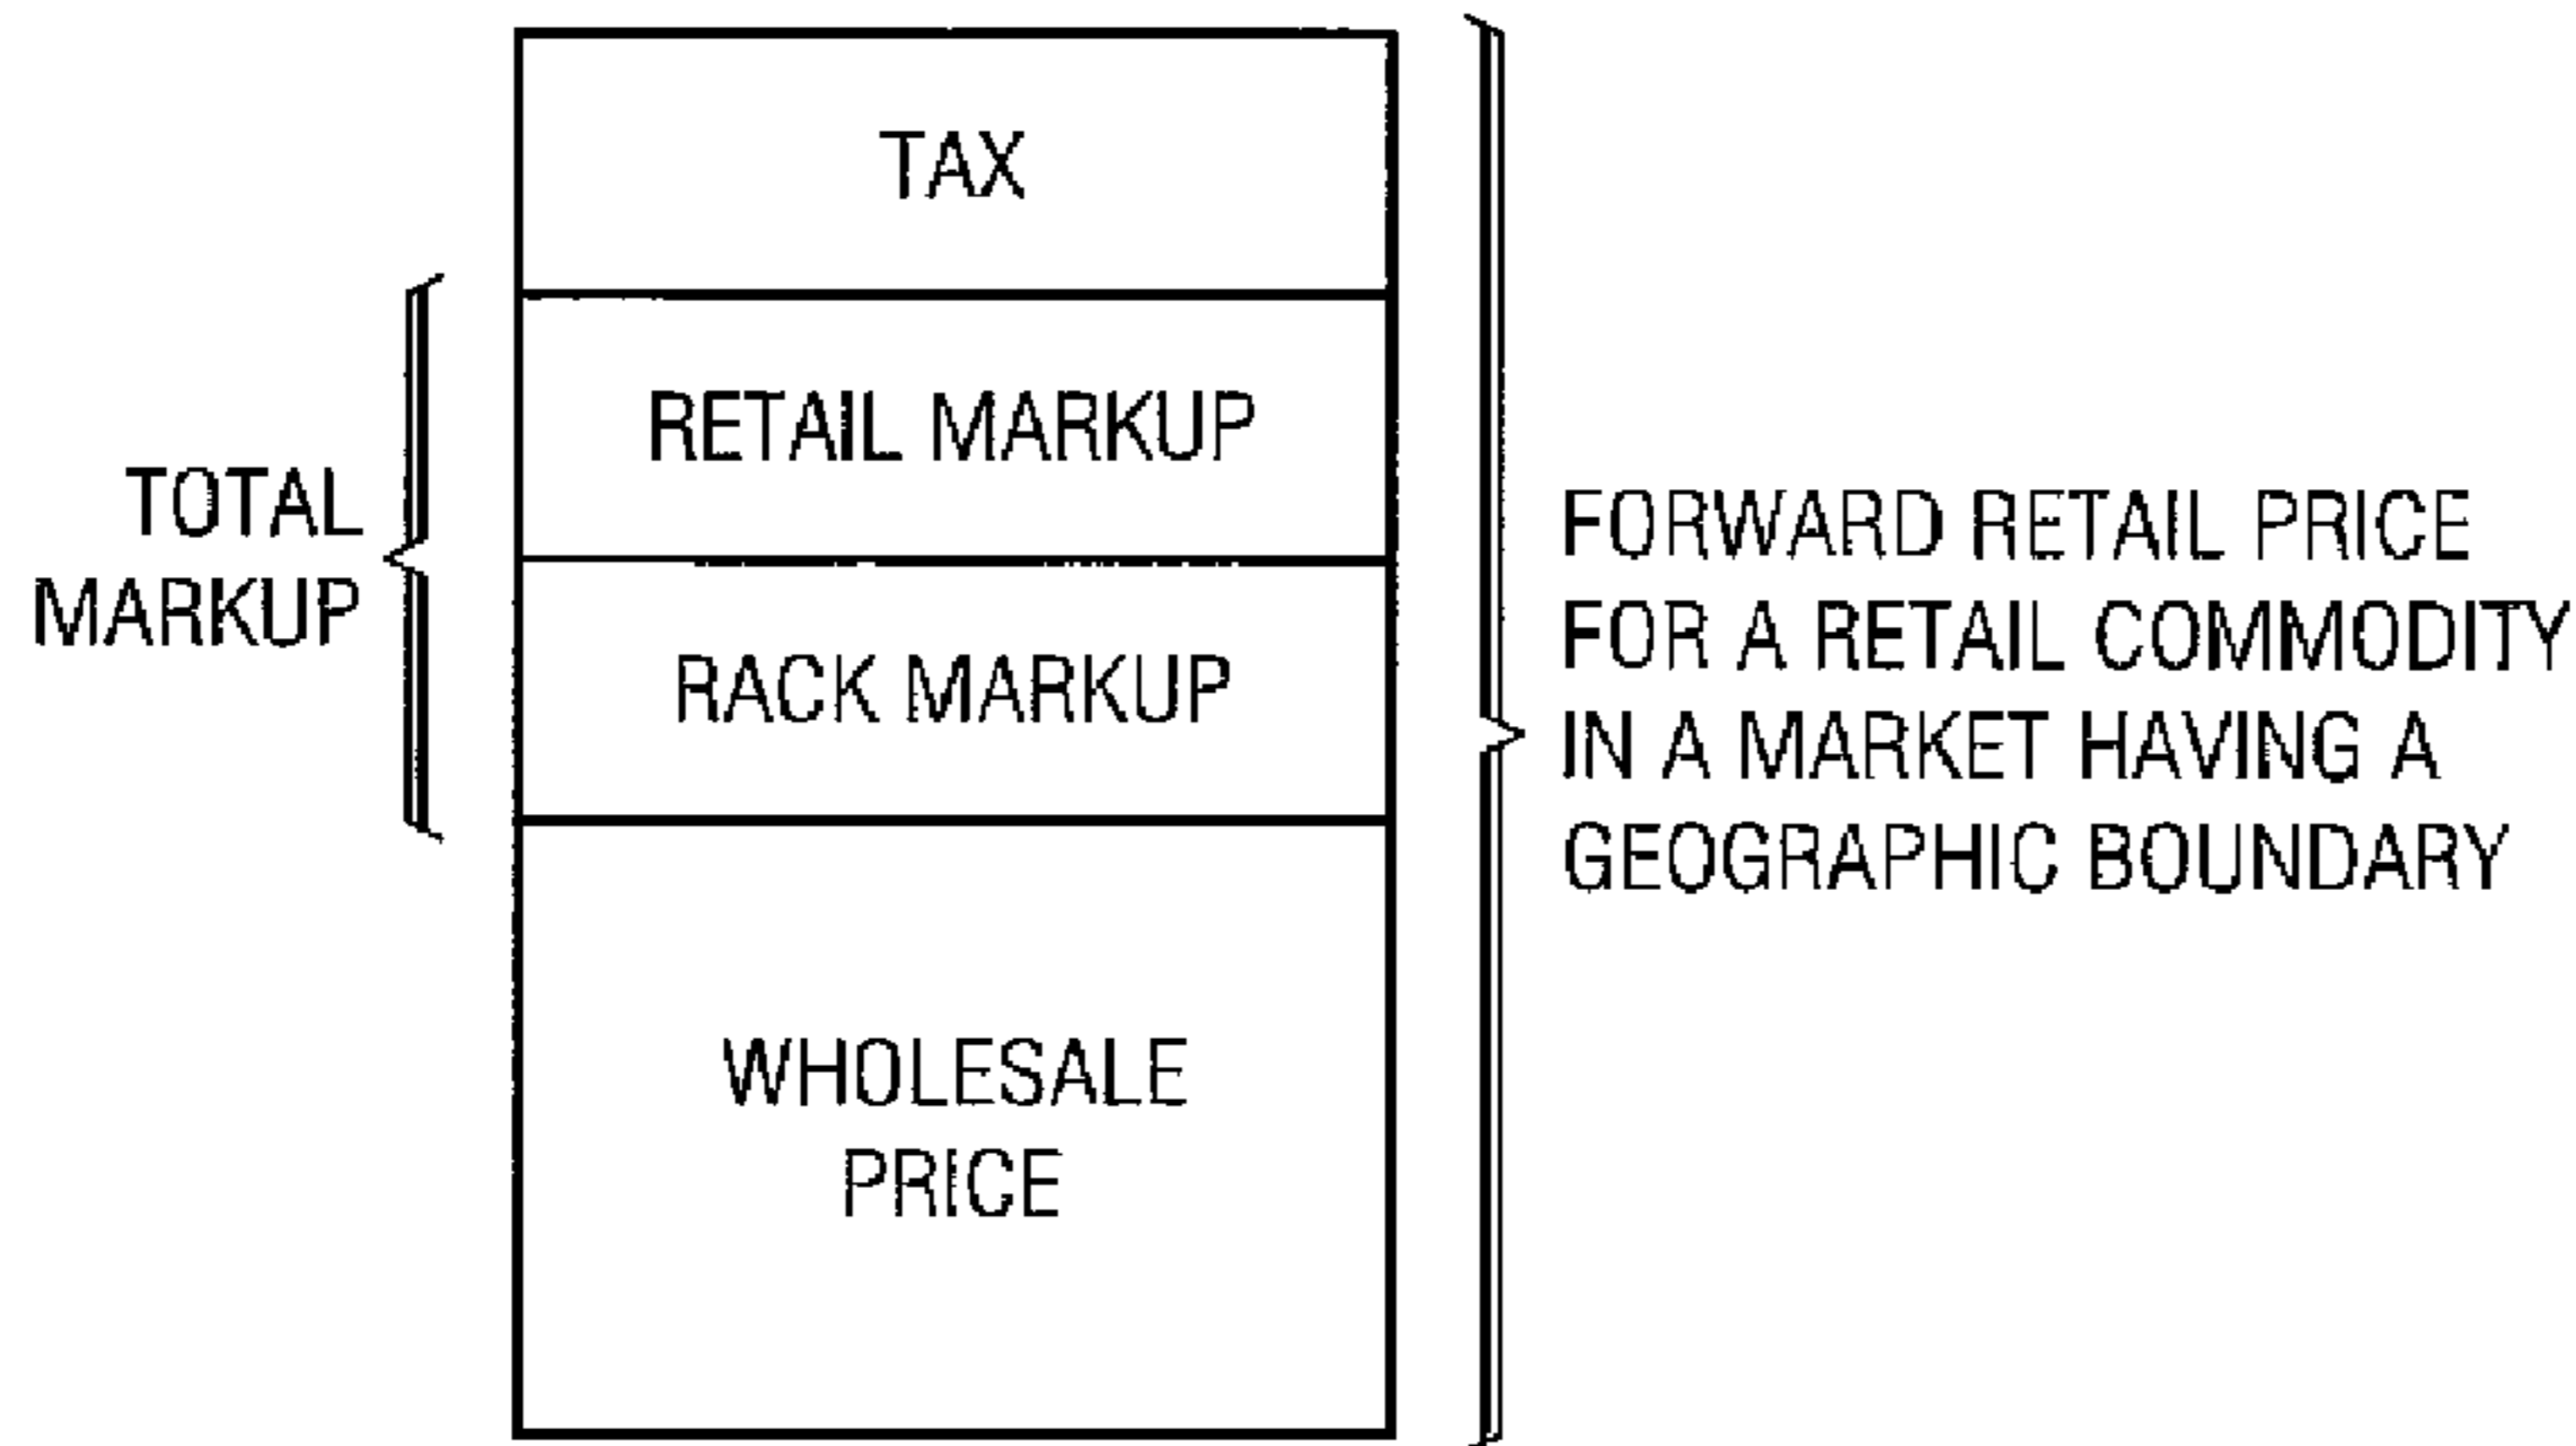 TAX
RETAIL MARKUP
TOTAL
MARKUP
RACK MARKUP
WHOLESALE
PRICE
FORWARD RETAIL PRICE
FOR A RETAIL COMMODITY
IN A MARKET HAVING A
GEOGRAPHIC BOUNDARY